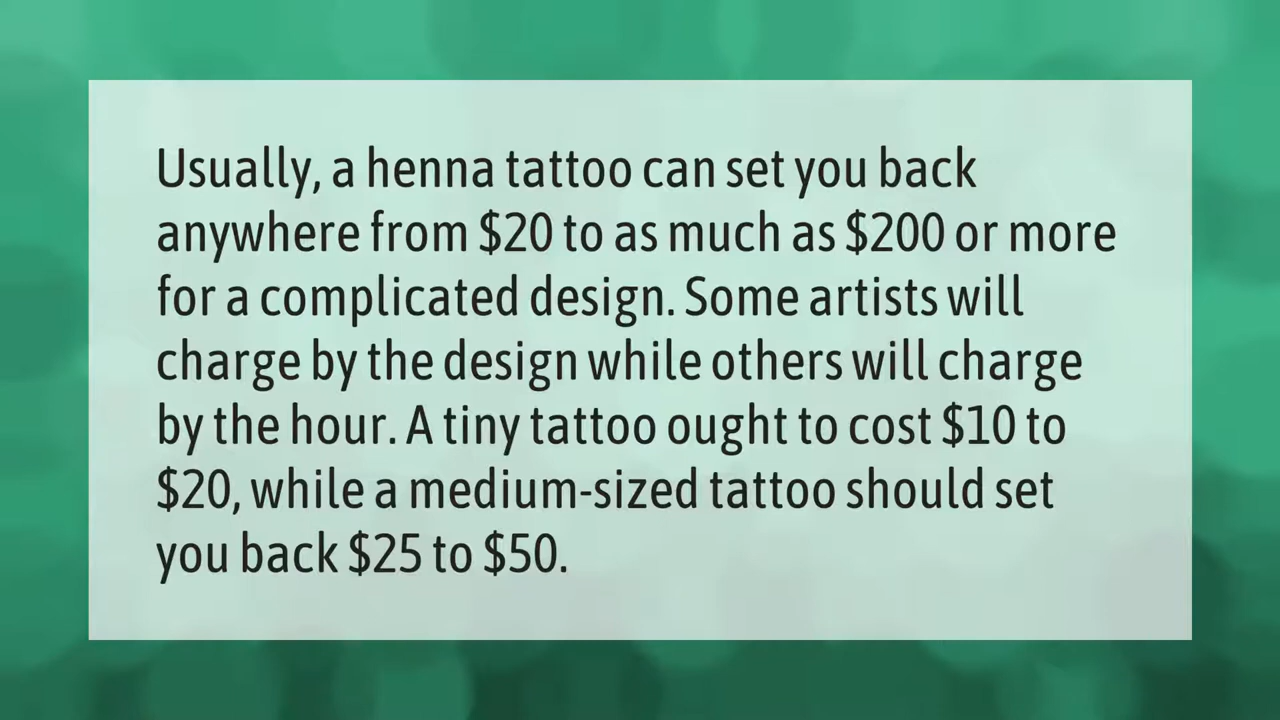 Usually, a henna tattoo can set you back
anywhere from $20 to as much as $200 or more
for a complicated design. Some artists will
charge by the design while others will charge
by the hour. A tiny tattoo ought to cost $10 to
$20, while a medium-sized tattoo should set
you back $25 to $50.